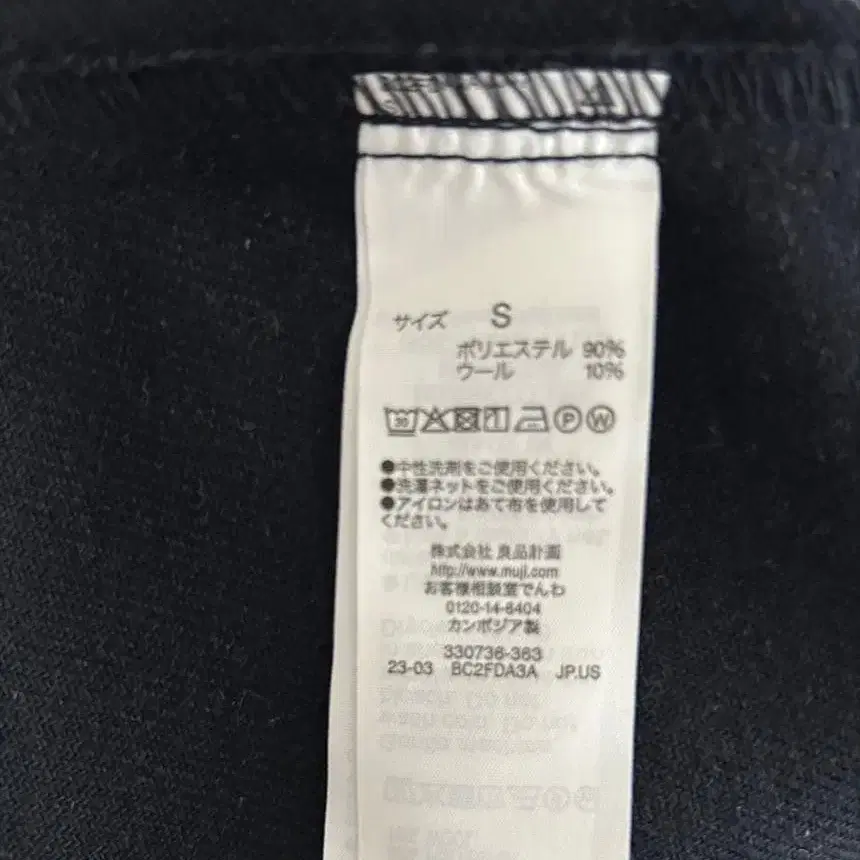 サイズ S
ポリエステル 90%
ウール 10%
30 P W
●中性洗剤をご使用ください。
●洗濯ネットをご使用ください。
●アイロンはあて布を使用して
ください。
株式会社 良品計画
http://www.muji.com
お客様相談室でんわ
0120-14-6404
カンボジア製
330736-363
23-03 BC2FDA3A JP.US